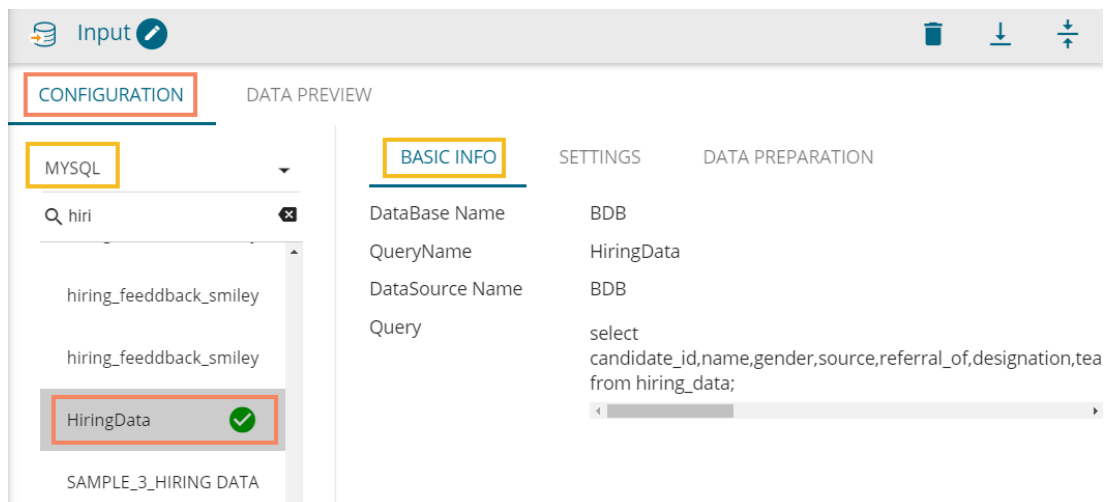 Input
CONFIGURATION DATA PREVIEW
MYSQL
hiri
hiring_feeddback_smiley
hiring_feeddback_smiley
HiringData
SAMPLE_3_HIRING DATA
BASIC INFO SETTINGS DATA PREPARATION
DataBase Name BDB
QueryName HiringData
DataSource Name BDB
Query select
candidate_id,name,gender,source,referral_of,designation,tea
from hiring_data;